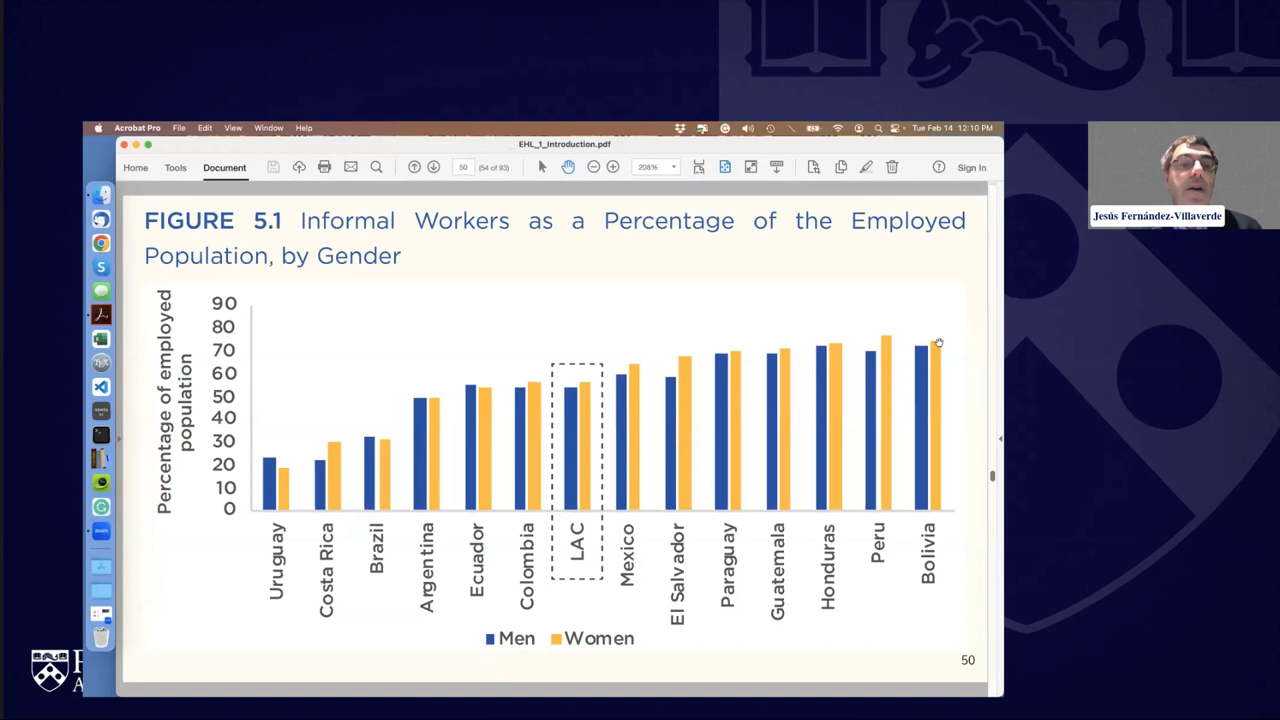 Acrobat Pro File Edit View Window Help
Tue Feb 14 12:10 PM
EHL_1_Introduction.pdf
Home Tools Document
50 (54 of 93)
208%
Sign In
FIGURE 5.1 Informal Workers as a Percentage of the Employed
Population, by Gender
Percentage of employed
population
90
80
70
60
50
40
30
20
10
0
Uruguay
Costa Rica
Brazil
Argentina
Ecuador
Colombia
LAC
Mexico
El Salvador
Paraguay
Guatemala
Honduras
Peru
Bolivia
Men
Women
50
Jesús Fernández-Villaverde